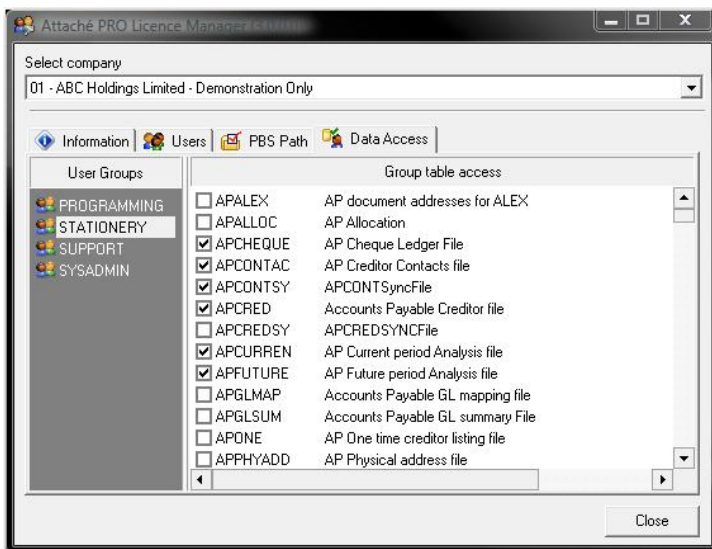 Attaché PRO Licence Manager
Select company
01 - ABC Holdings Limited - Demonstration Only
Information Users PBS Path Data Access
User Groups Group table access
PROGRAMMING
STATIONERY
SUPPORT
SYSADMIN
APALEX AP document addresses for ALEX
APALLOC AP Allocation
APCHEQUE AP Cheque Ledger File
APCONTAC AP Creditor Contacts file
APCONTSY APCONTSyncFile
APCRED Accounts Payable Creditor file
APCREDSY APCREDSYNCFile
APCURREN AP Current period Analysis file
APFUTURE AP Future period Analysis file
APGLMAP Accounts Payable GL mapping file
APGLSUM Accounts Payable GL summary File
APONE AP One time creditor listing file
APPHYADD AP Physical address file
Close